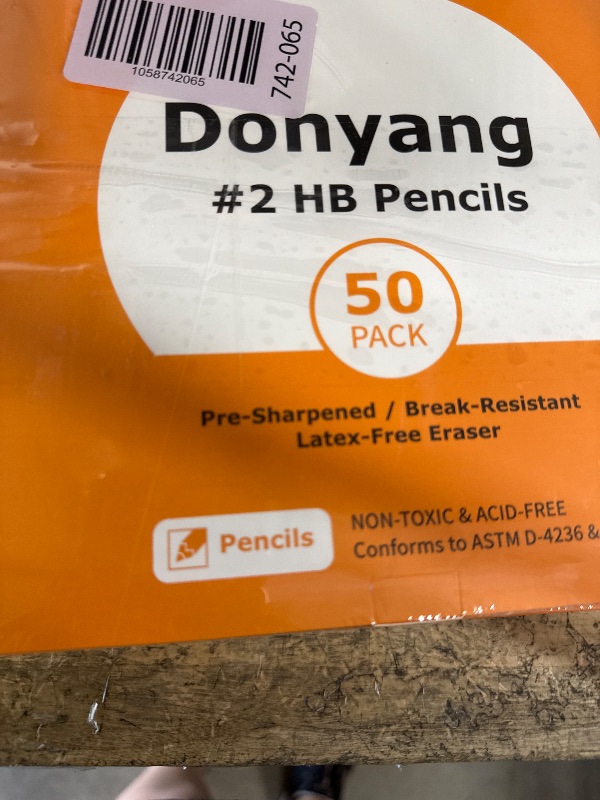 1058742065
742-065
Donyang
#2 HB Pencils
50
PACK
Pre-Sharpened / Break-Resistant
Latex-Free Eraser
Pencils
NON-TOXIC & ACID-FREE
Conforms to ASTM D-4236 &